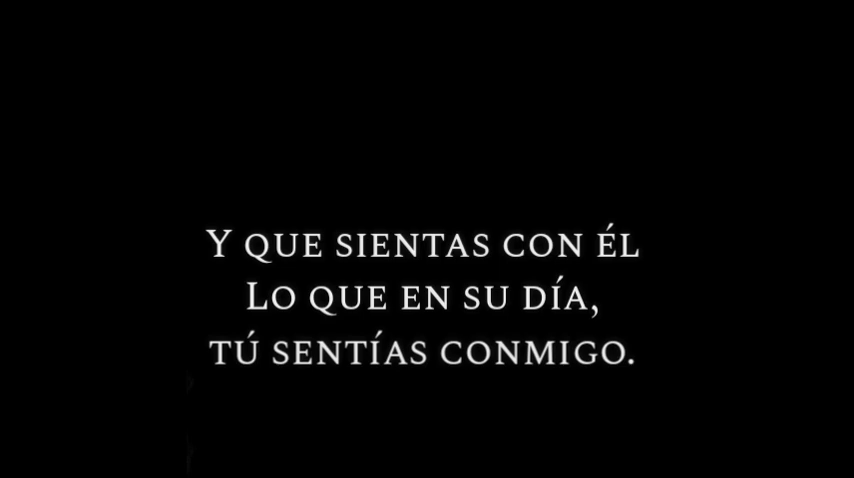 Y QUE SIENTAS CON ÉL
LO QUE EN SU DÍA,
TÚ SENTÍAS CONMIGO.